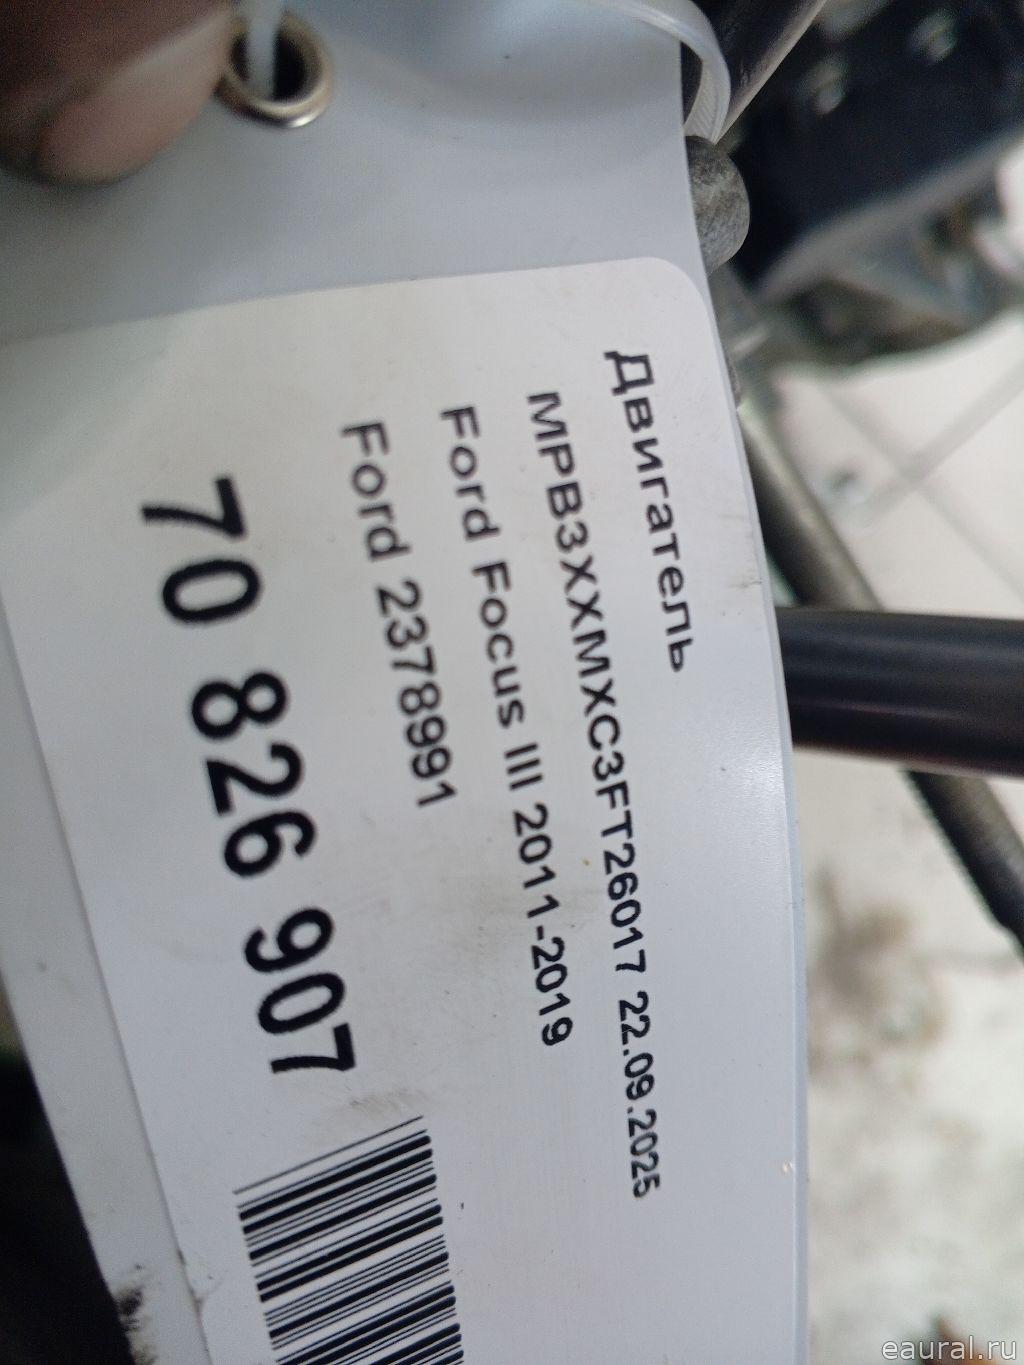 Двигатель
MPB3XXMXC3FT26017 22.09.2025
Ford Focus III 2011-2019
Ford 2378991
70 826 907
eaural.ru